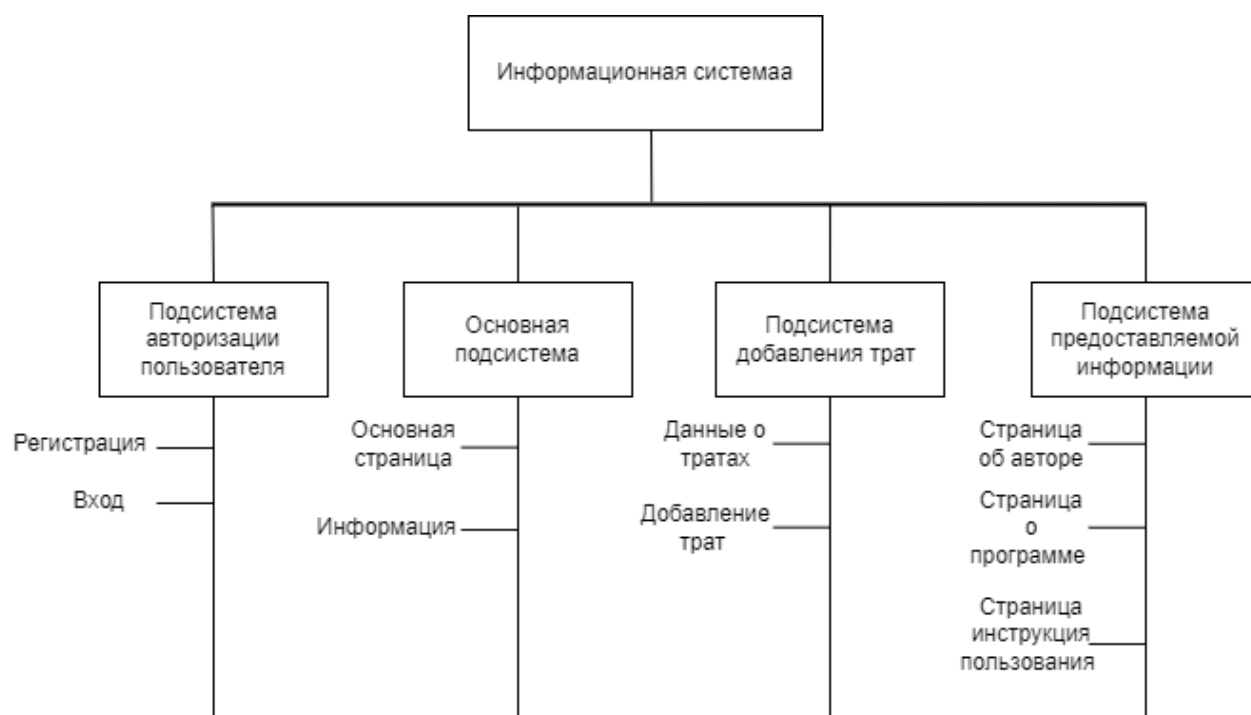 Информационная системаа
Подсистема
авторизации
пользователя
Основная
подсистема
Подсистема
добавления трат
Подсистема
предоставляемой
информации
Регистрация
Вход
Основная
страница
Информация
Данные о
тратах
Добавление
трат
Страница
об авторе
Страница
о
программе
Страница
инструкция
пользования